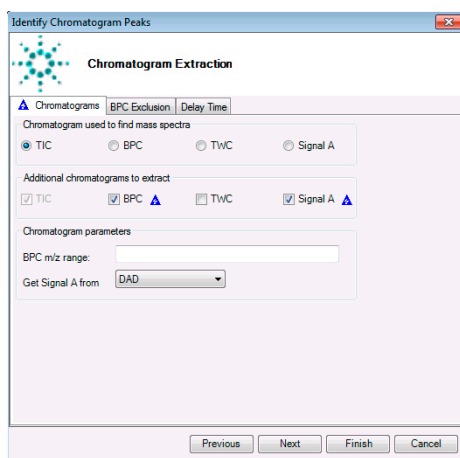 Identify Chromatogram Peaks
Chromatogram Extraction
Chromatograms BPC Exclusion Delay Time
Chromatogram used to find mass spectra
TIC BPC TWC Signal A
Additional chromatograms to extract
TIC BPC TWC Signal A
Chromatogram parameters
BPC m/z range:
Get Signal A from DAD
Previous Next Finish Cancel